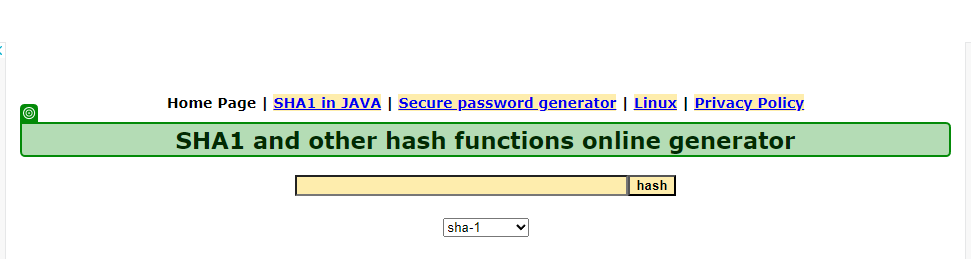 Home Page | SHA1 in JAVA | Secure password generator | Linux | Privacy Policy
SHA1 and other hash functions online generator
hash
sha-1